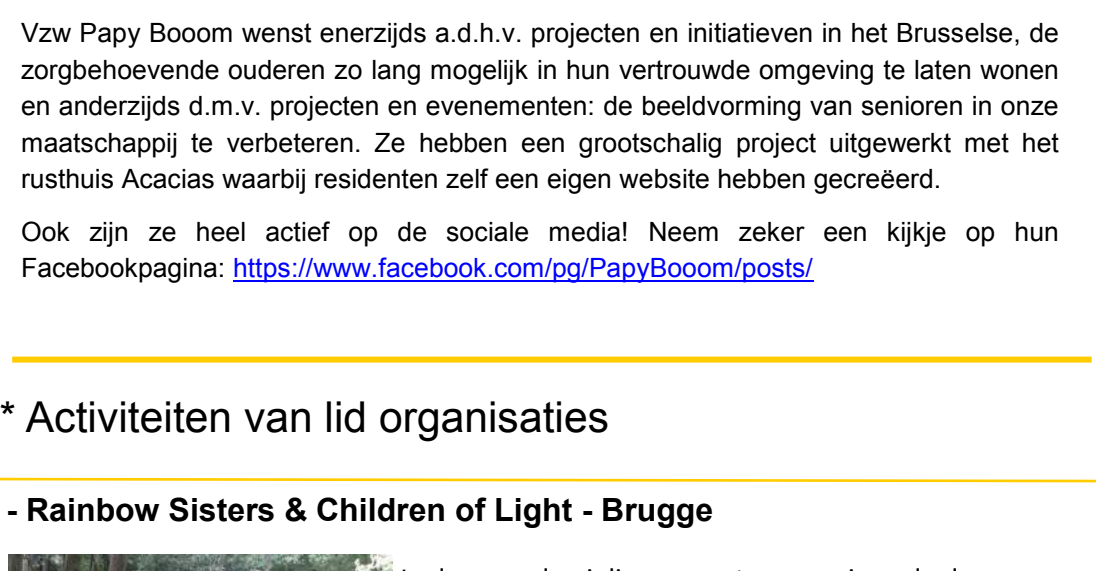 Vzw Papy Booom wenst enerzijds a.d.h.v. projecten en initiatieven in het Brusselse, de
zorgbehoevende ouderen zo lang mogelijk in hun vertrouwde omgeving te laten wonen
en anderzijds d.m.v. projecten en evenementen: de beeldvorming van senioren in onze
maatschappij te verbeteren. Ze hebben een grootschalig project uitgewerkt met het
rusthuis Acacias waarbij residenten zelf een eigen website hebben gecreëerd.
Ook zijn ze heel actief op de sociale media! Neem zeker een kijkje op hun
Facebookpagina: https://www.facebook.com/pg/PapyBooom/posts/
* Activiteiten van lid organisaties
- Rainbow Sisters & Children of Light - Brugge